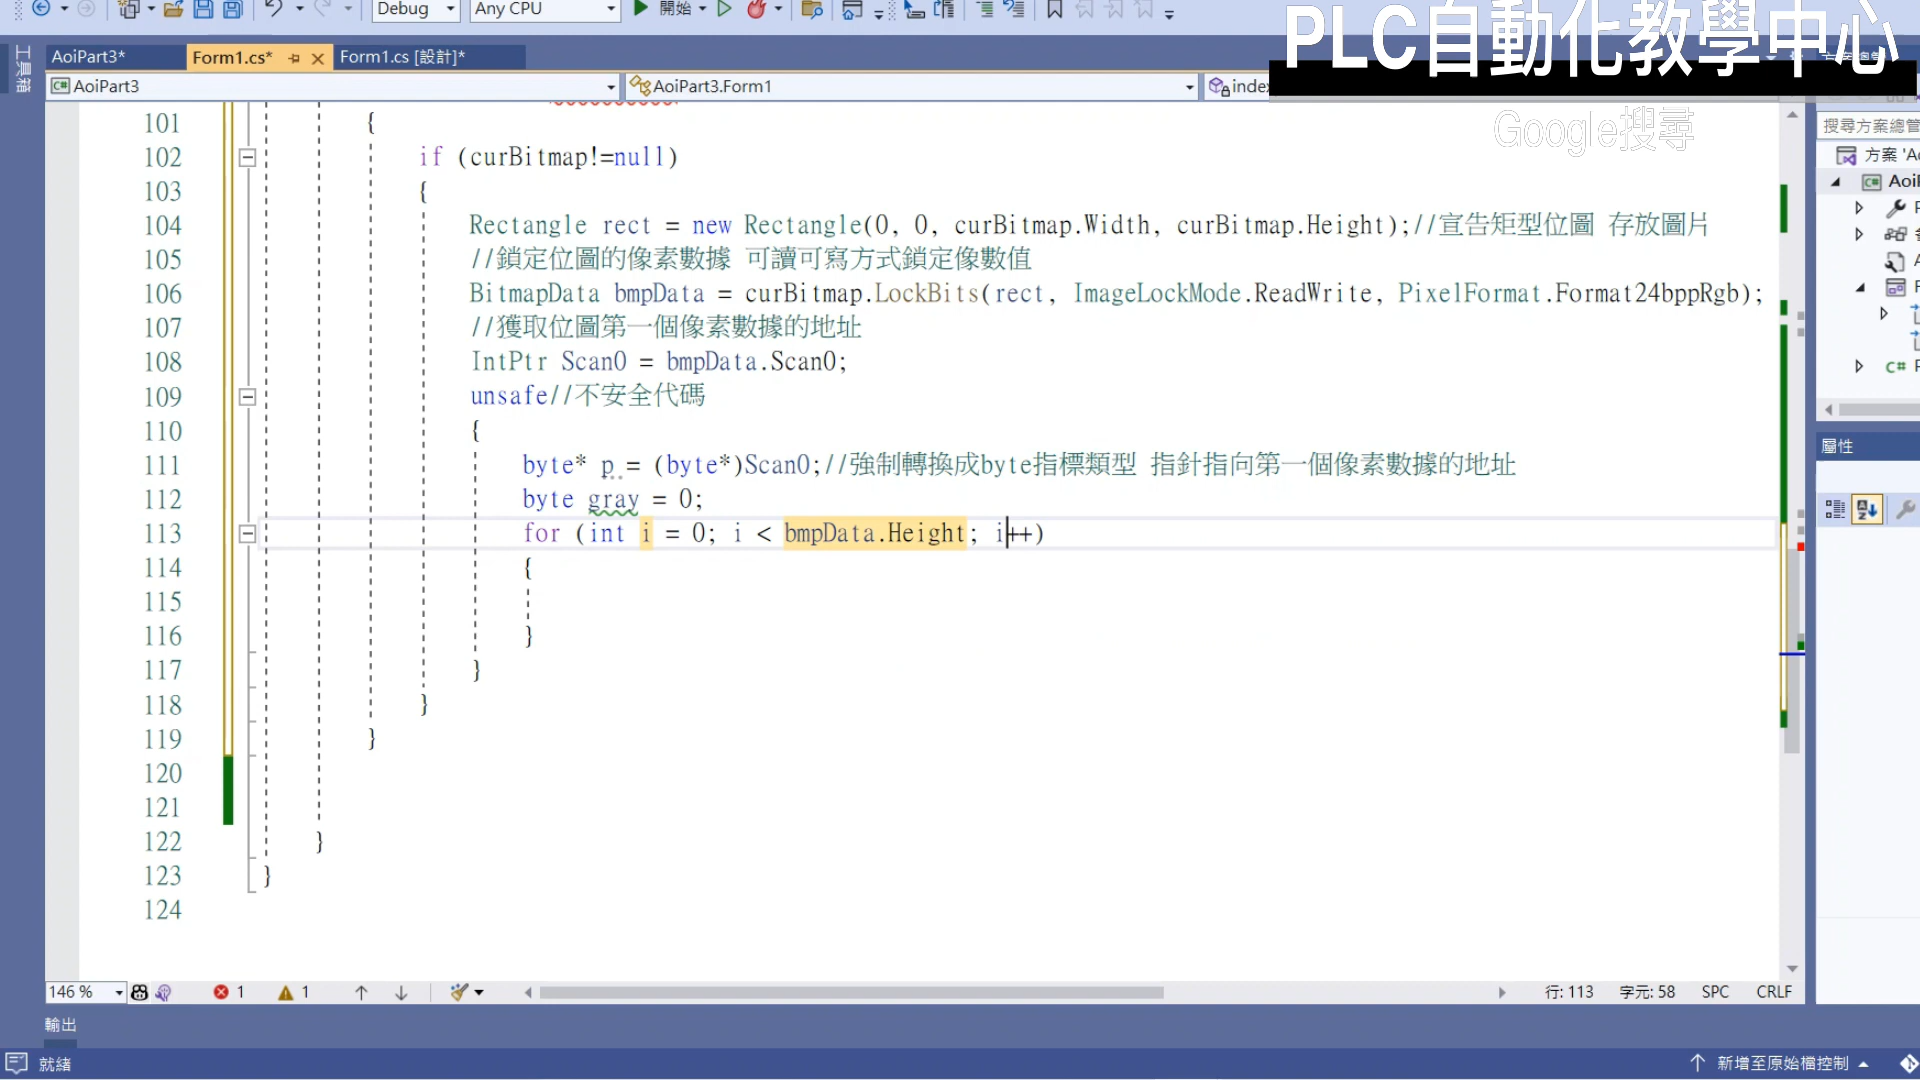 Debug
Any CPU
開始
PLC自動化教學中心
Google搜尋
工具箱
AoiPart3*
Form1.cs*
Form1.cs [設計]*
AoiPart3
AoiPart3.Form1
搜尋方案總管
方案 'Ao
101 {
102 if (curBitmap!=null)
103 {
104 Rectangle rect = new Rectangle(0, 0, curBitmap.Width, curBitmap.Height);//宣告矩型位圖 存放圖片
105 //鎖定位圖的像素數據 可讀可寫方式鎖定像數值
106 BitmapData bmpData = curBitmap.LockBits(rect, ImageLockMode.ReadWrite, PixelFormat.Format24bppRgb);
107 //獲取位圖第一個像素數據的地址
108 IntPtr Scan0 = bmpData.Scan0;
109 unsafe//不安全代碼
110 {
111 byte* p = (byte*)Scan0;//強制轉換成byte指標類型 指針指向第一個像素數據的地址
112 byte gray = 0;
113 for (int i = 0; i < bmpData.Height; i++)
114 {
115
116 }
117 }
118 }
119 }
120
121
122 }
123 }
124
屬性
146 %
1
1
行: 113
字元: 58
SPC
CRLF
輸出
就緒
新增至原始檔控制